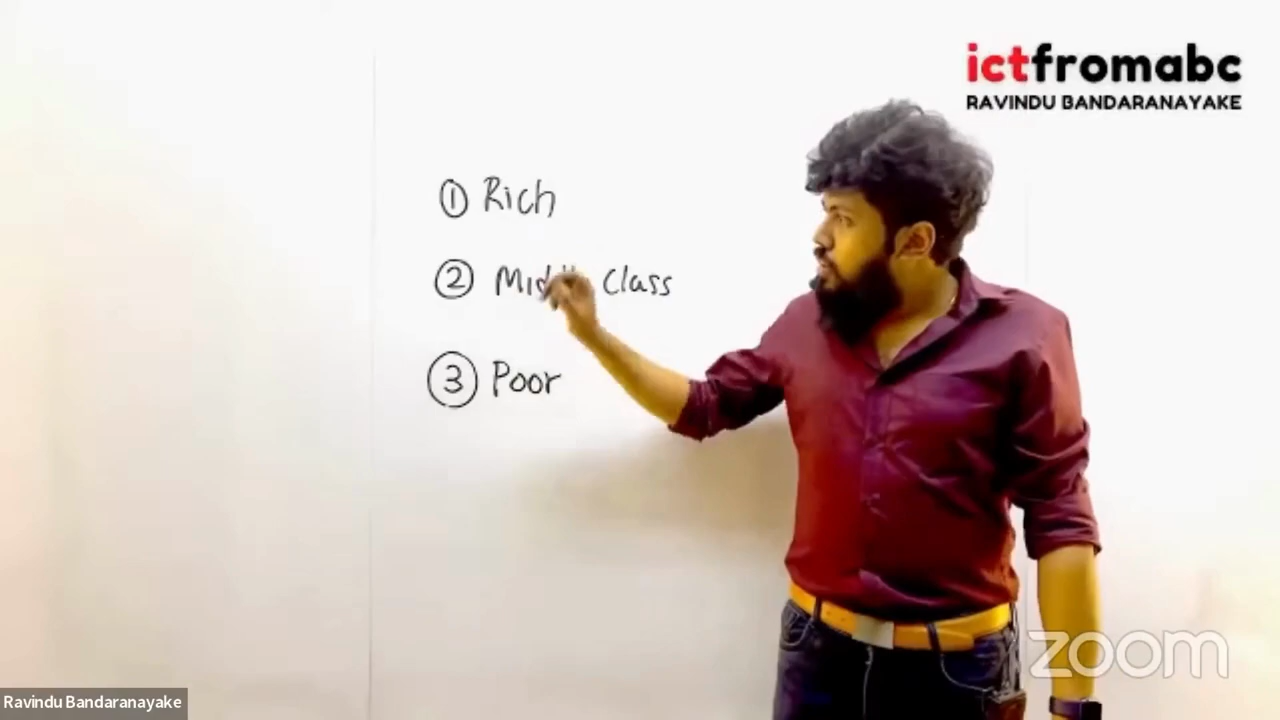 ictfromabc
RAVINDU BANDARANAYAKE
① Rich
② Class
③ Poor
zoom
Ravindu Bandaranayake